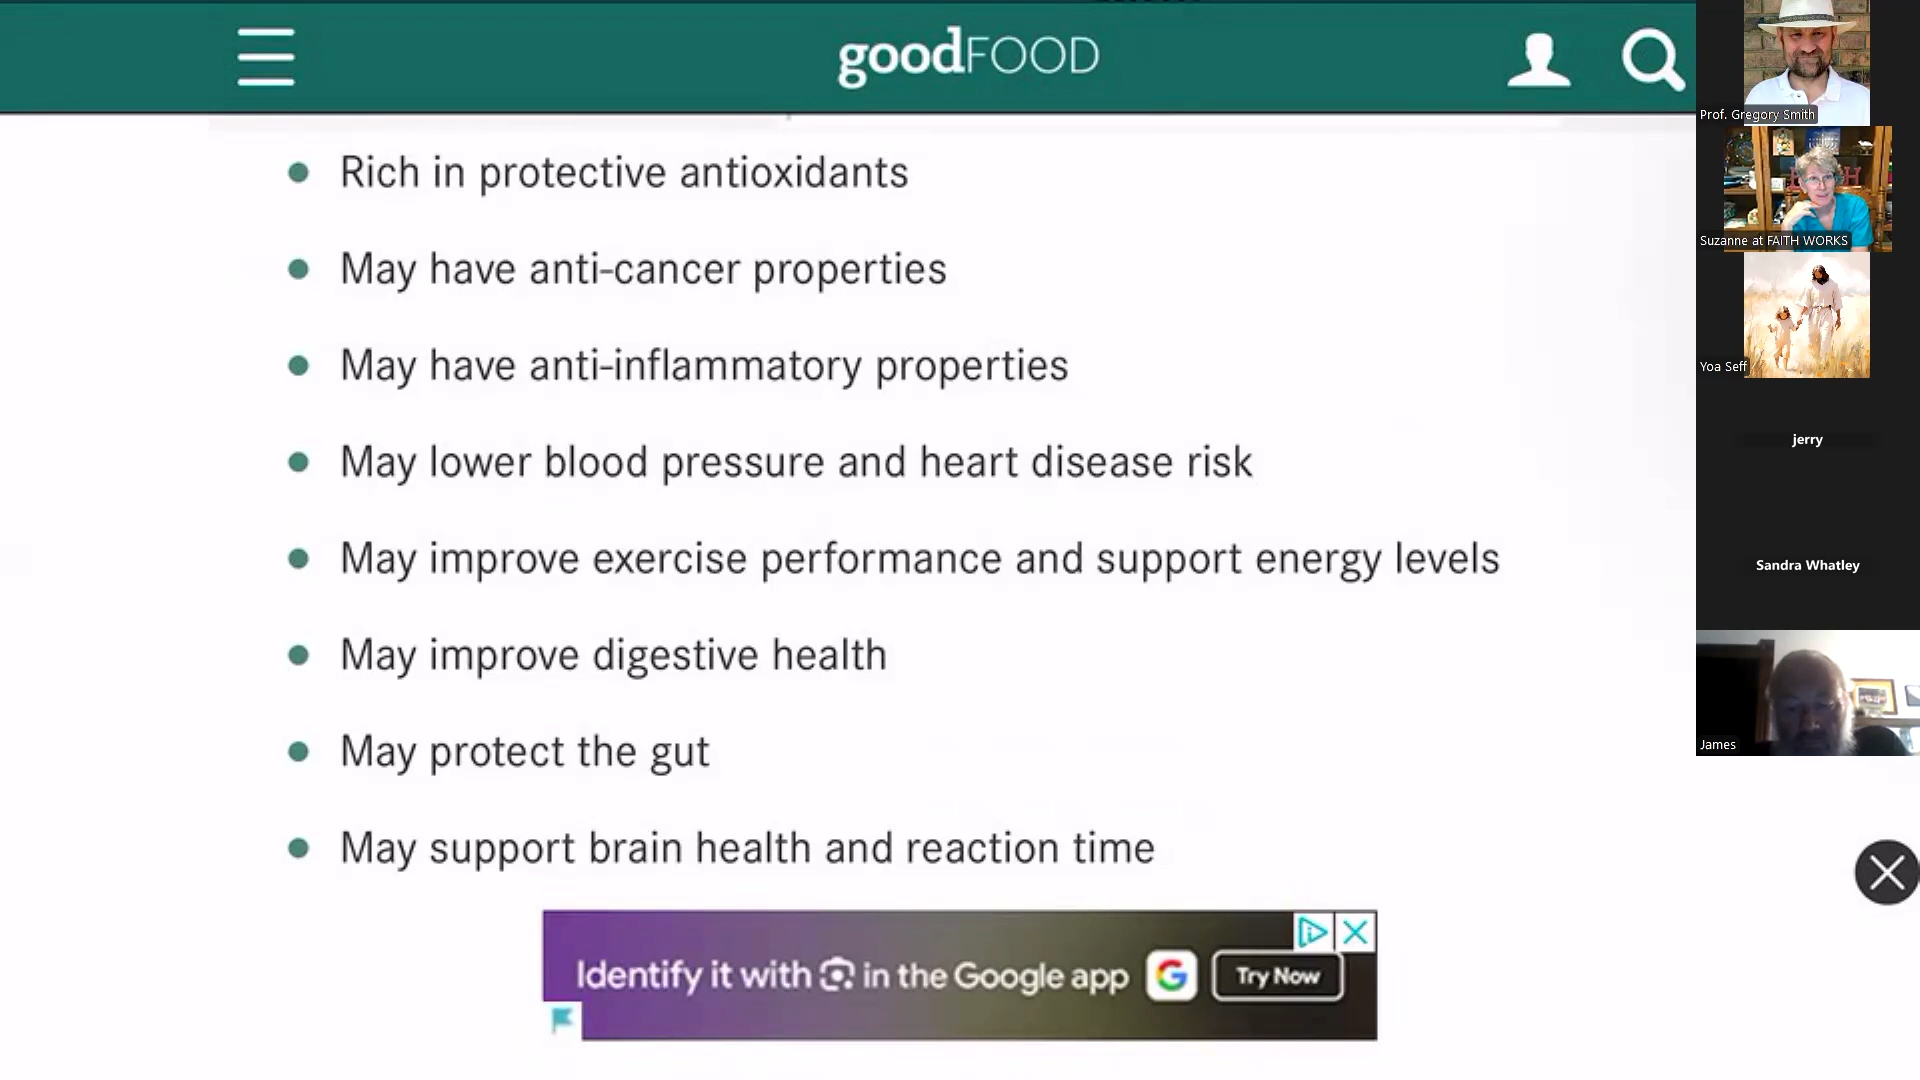 goodFOOD
Rich in protective antioxidants
May have anti-cancer properties
May have anti-inflammatory properties
May lower blood pressure and heart disease risk
May improve exercise performance and support energy levels
May improve digestive health
May protect the gut
May support brain health and reaction time
Identify it with in the Google app
G
Try Now
Prof. Gregory Smith
Suzanne at FAITH WORKS
Yoa Seff
jerry
Sandra Whatley
James